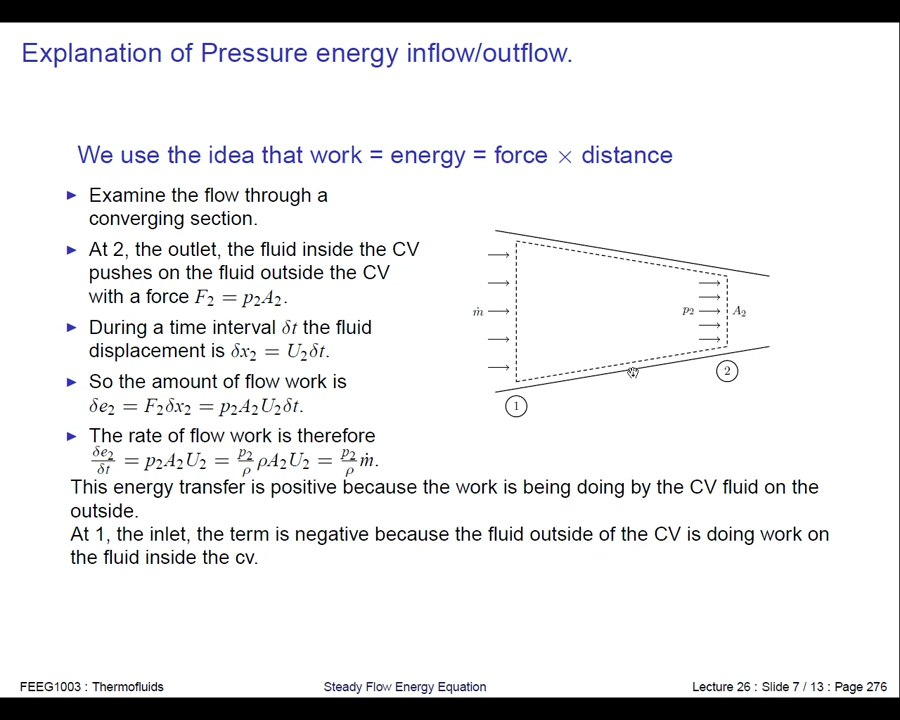 Explanation of Pressure energy inflow/outflow.
We use the idea that work = energy = force × distance
► Examine the flow through a
converging section.
► At 2, the outlet, the fluid inside the CV
pushes on the fluid outside the CV
with a force F₂ = p₂A₂.
► During a time interval δt the fluid
displacement is δx₂ = U₂δt.
► So the amount of flow work is
δe₂ = F₂δx₂ = p₂A₂U₂δt.
► The rate of flow work is therefore
δe₂/δt = p₂A₂U₂ = p₂/ρ ρA₂U₂ = p₂/ρ ṁ.
This energy transfer is positive because the work is being doing by the CV fluid on the
outside.
At 1, the inlet, the term is negative because the fluid outside of the CV is doing work on
the fluid inside the cv.
ṁ
p₂
A₂
1
2
FEEG1003 : Thermofluids
Steady Flow Energy Equation
Lecture 26 : Slide 7 / 13 : Page 276